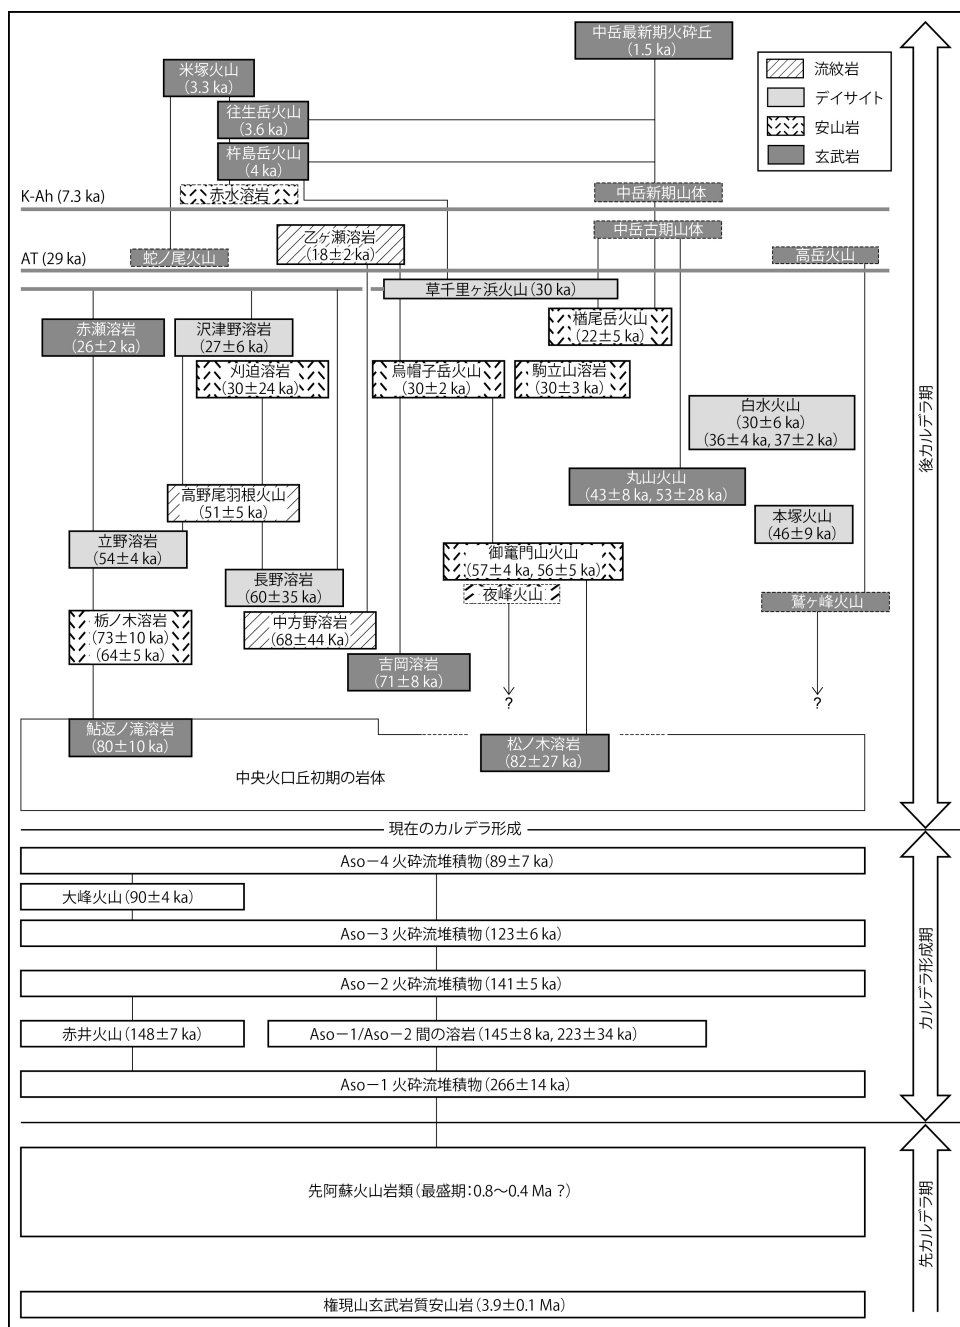 中岳最新期火砕丘
(1.5 ka)
米塚火山
(3.3 ka)
流紋岩
デイサイト
安山岩
玄武岩
往生岳火山
(3.6 ka)
杵島岳火山
(4 ka)
K-Ah (7.3 ka)
赤水溶岩
中岳新期山体
中岳古期山体
乙ヶ瀬溶岩
(18±2 ka)
AT (29 ka)
蛇ノ尾火山
高岳火山
草千里ヶ浜火山 (30 ka)
楢尾岳火山
(22±5 ka)
赤瀬溶岩
(26±2 ka)
沢津野溶岩
(27±6 ka)
刈迫溶岩
(30±24 ka)
烏帽子岳火山
(30±2 ka)
駒立山溶岩
(30±3 ka)
白水火山
(30±6 ka)
(36±4 ka, 37±2 ka)
丸山火山
(43±8 ka, 53±28 ka)
高野尾羽根火山
(51±5 ka)
本塚火山
(46±9 ka)
立野溶岩
(54±4 ka)
御竈門山火山
(57±4 ka, 56±5 ka)
長野溶岩
(60±35 ka)
夜峰火山
鷲ヶ峰火山
栃ノ木溶岩
(73±10 ka)
(64±5 ka)
中方野溶岩
(68±44 Ka)
吉岡溶岩
(71±8 ka)
?
?
鮎返ノ滝溶岩
(80±10 ka)
松ノ木溶岩
(82±27 ka)
中央火口丘初期の岩体
後カルデラ期
現在のカルデラ形成
Aso－4 火砕流堆積物 (89±7 ka)
大峰火山 (90±4 ka)
Aso－3 火砕流堆積物 (123±6 ka)
Aso－2 火砕流堆積物 (141±5 ka)
赤井火山 (148±7 ka)
Aso－1/Aso－2 間の溶岩 (145±8 ka, 223±34 ka)
Aso－1 火砕流堆積物 (266±14 ka)
カルデラ形成期
先阿蘇火山岩類 (最盛期：0.8～0.4 Ma ？)
先カルデラ期
権現山玄武岩質安山岩 (3.9±0.1 Ma)